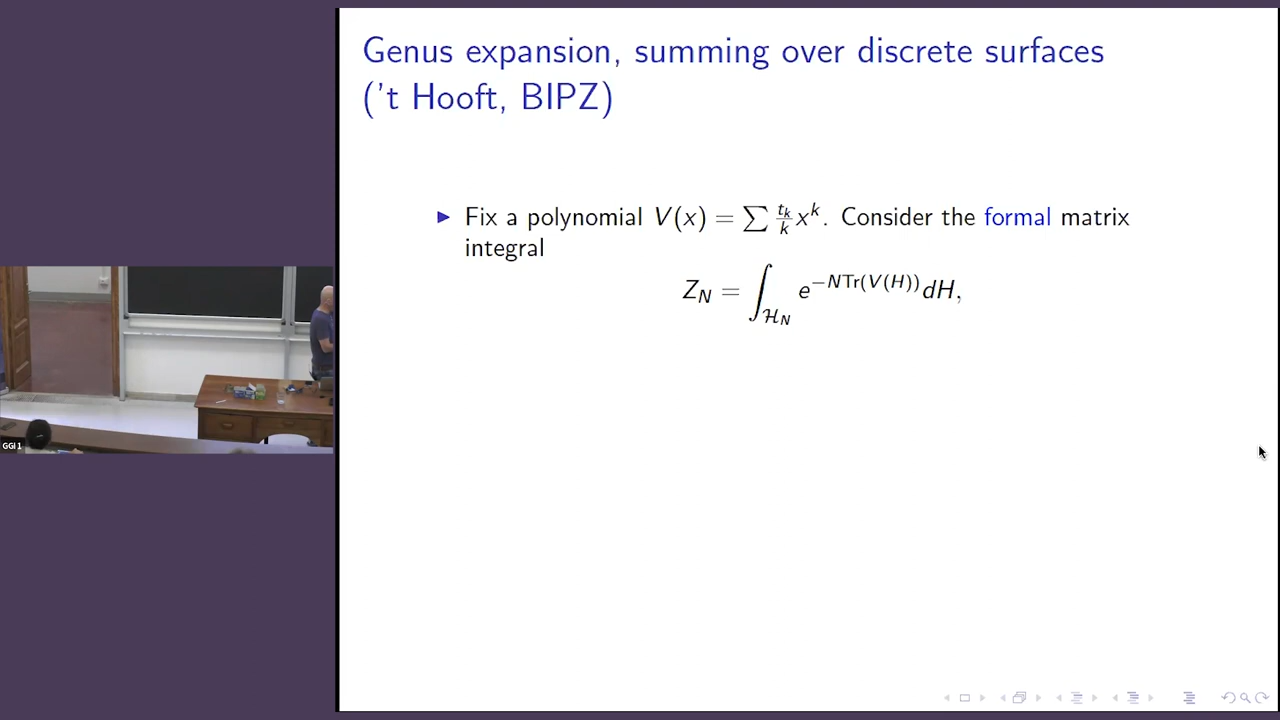 Genus expansion, summing over discrete surfaces
('t Hooft, BIPZ)
▶ Fix a polynomial V(x) = ∑ t_k/k x^k. Consider the formal matrix
integral
Z_N = ∫_{ℋ_N} e^{−NTr(V(H))} dH,
GGI 1